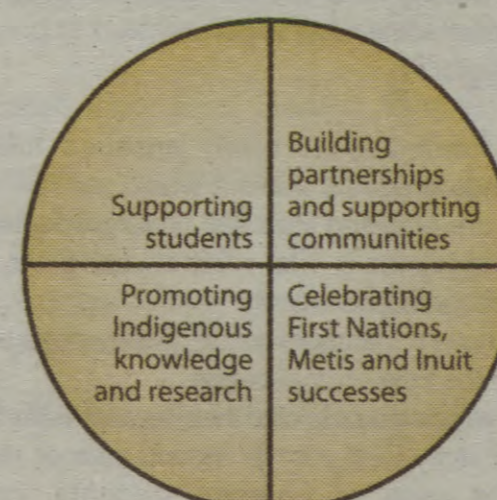 Supporting
students
Building
partnerships
and supporting
communities
Promoting
Indigenous
knowledge
and research
Celebrating
First Nations,
Metis and Inuit
successes